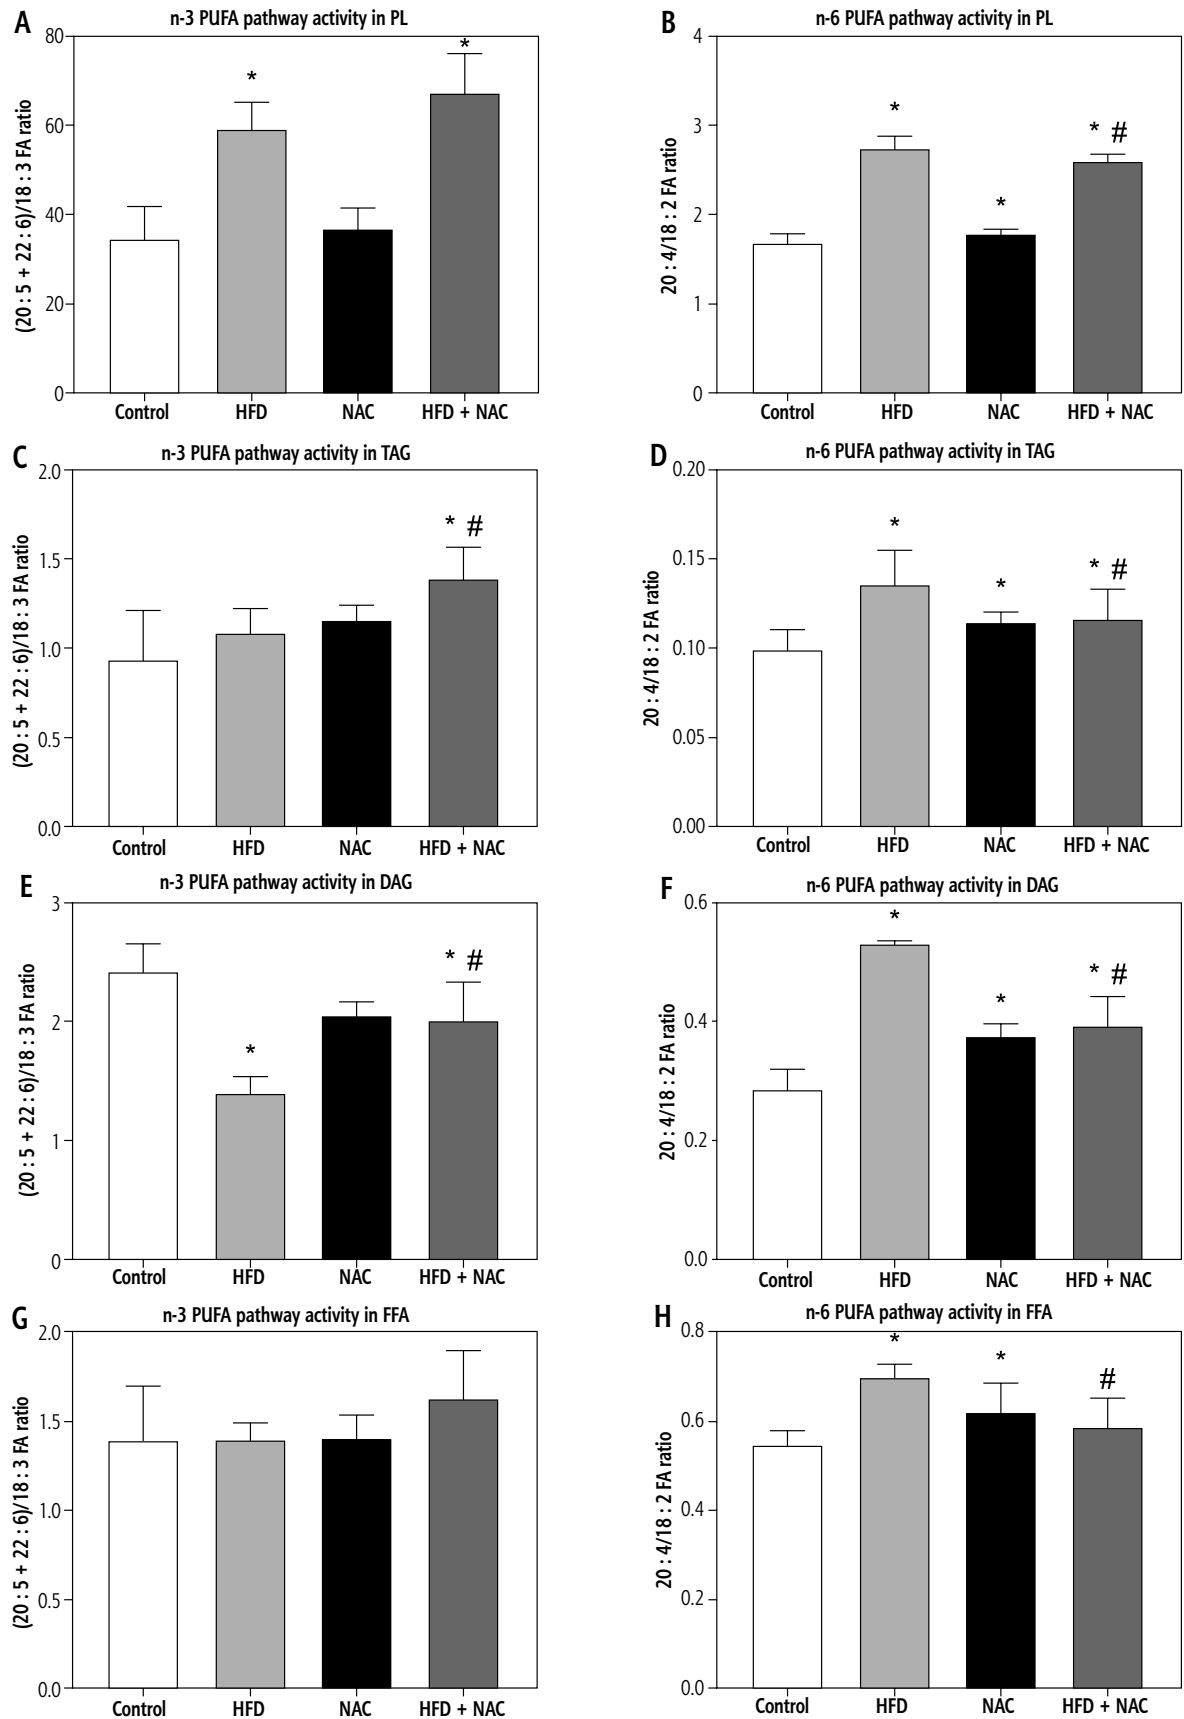 A
n-3 PUFA pathway activity in PL
(20 : 5 + 22 : 6)/18 : 3 FA ratio
80
60
40
20
0
*
*
Control HFD NAC HFD + NAC
B
n-6 PUFA pathway activity in PL
20 : 4/18 : 2 FA ratio
4
3
2
1
0
*
*
* #
Control HFD NAC HFD + NAC
C
n-3 PUFA pathway activity in TAG
(20 : 5 + 22 : 6)/18 : 3 FA ratio
2.0
1.5
1.0
0.5
0.0
* #
Control HFD NAC HFD + NAC
D
n-6 PUFA pathway activity in TAG
20 : 4/18 : 2 FA ratio
0.20
0.15
0.10
0.05
0.00
*
*
* #
Control HFD NAC HFD + NAC
E
n-3 PUFA pathway activity in DAG
(20 : 5 + 22 : 6)/18 : 3 FA ratio
3
2
1
0
*
* #
Control HFD NAC HFD + NAC
F
n-6 PUFA pathway activity in DAG
20 : 4/18 : 2 FA ratio
0.6
0.4
0.2
0.0
*
*
* #
Control HFD NAC HFD + NAC
G
n-3 PUFA pathway activity in FFA
(20 : 5 + 22 : 6)/18 : 3 FA ratio
2.0
1.5
1.0
0.5
0.0
Control HFD NAC HFD + NAC
H
n-6 PUFA pathway activity in FFA
20 : 4/18 : 2 FA ratio
0.8
0.6
0.4
0.2
0.0
*
*
#
Control HFD NAC HFD + NAC